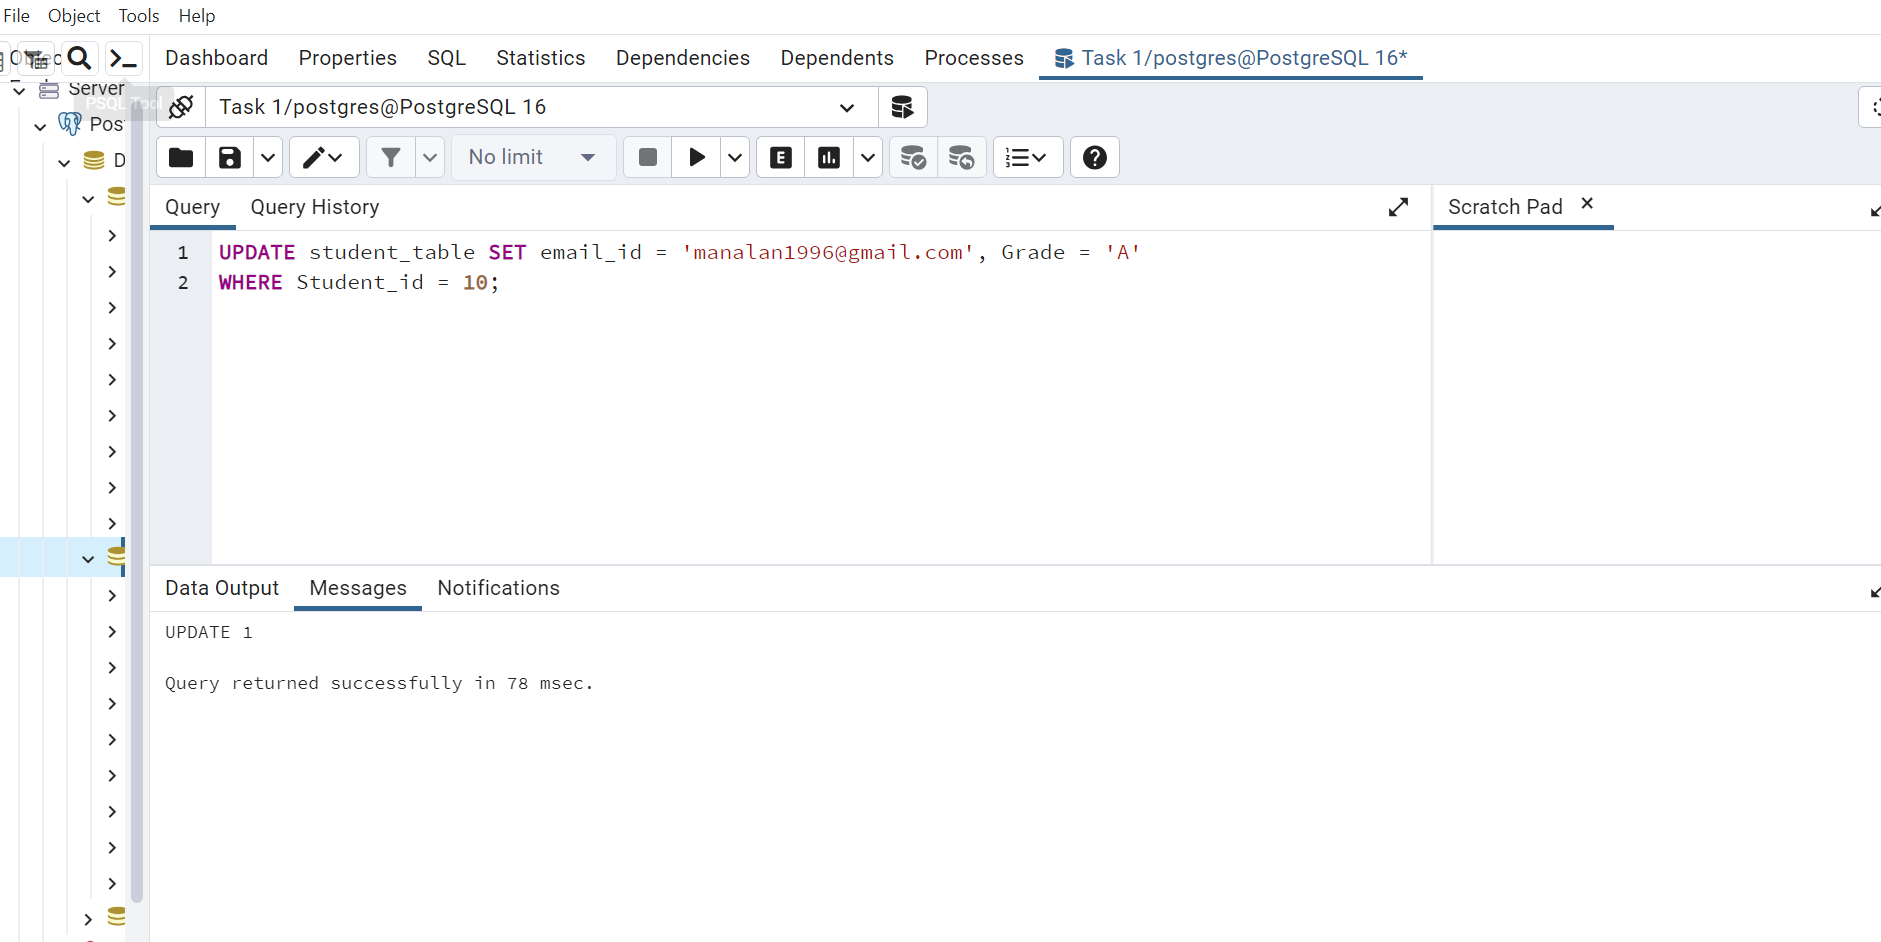 File Object Tools Help
Dashboard Properties SQL Statistics Dependencies Dependents Processes Task 1/postgres@PostgreSQL 16*
Server
PSQL Tool
Task 1/postgres@PostgreSQL 16
Pos
D
No limit
E
Query Query History
Scratch Pad
1 UPDATE student_table SET email_id = 'manalan1996@gmail.com', Grade = 'A'
2 WHERE Student_id = 10;
Data Output Messages Notifications
UPDATE 1
Query returned successfully in 78 msec.